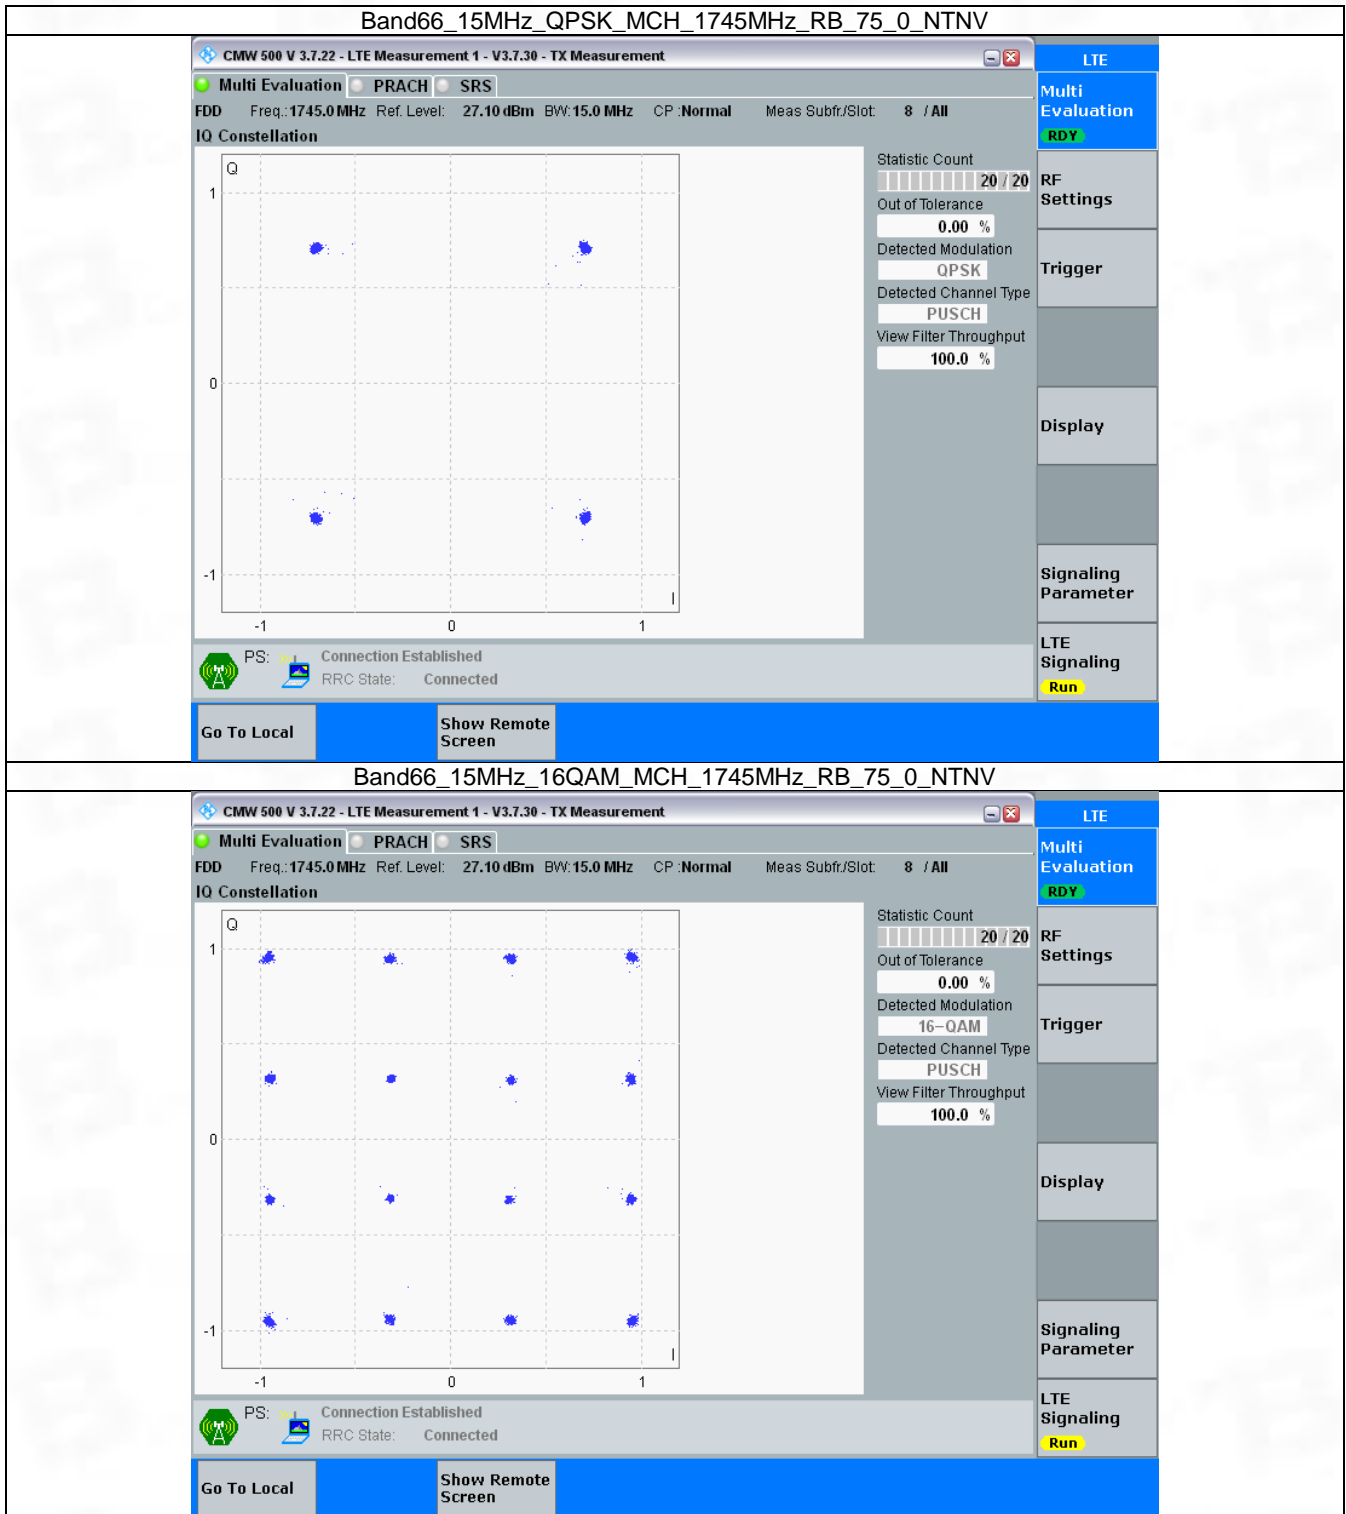 Band66_15MHz_QPSK_MCH_1745MHz_RB_75_0_NTNV
CMW 500 V 3.7.22 - LTE Measurement 1 - V3.7.30 - TX Measurement
LTE
Multi Evaluation PRACH SRS
Multi
Evaluation
RDY
FDD Freq.: 1745.0 MHz Ref. Level: 27.10 dBm BW: 15.0 MHz CP : Normal Meas Subfr./Slot: 8 / All
IQ Constellation
Q
1
0
-1
-1 0 1
I
Statistic Count
20 / 20
Out of Tolerance
0.00 %
Detected Modulation
QPSK
Detected Channel Type
PUSCH
View Filter Throughput
100.0 %
RF
Settings
Trigger
Display
Signaling
Parameter
LTE
Signaling
Run
PS: Connection Established
RRC State: Connected
Go To Local
Show Remote
Screen
Band66_15MHz_16QAM_MCH_1745MHz_RB_75_0_NTNV
CMW 500 V 3.7.22 - LTE Measurement 1 - V3.7.30 - TX Measurement
LTE
Multi Evaluation PRACH SRS
Multi
Evaluation
RDY
FDD Freq.: 1745.0 MHz Ref. Level: 27.10 dBm BW: 15.0 MHz CP : Normal Meas Subfr./Slot: 8 / All
IQ Constellation
Q
1
0
-1
-1 0 1
I
Statistic Count
20 / 20
Out of Tolerance
0.00 %
Detected Modulation
16-QAM
Detected Channel Type
PUSCH
View Filter Throughput
100.0 %
RF
Settings
Trigger
Display
Signaling
Parameter
LTE
Signaling
Run
PS: Connection Established
RRC State: Connected
Go To Local
Show Remote
Screen